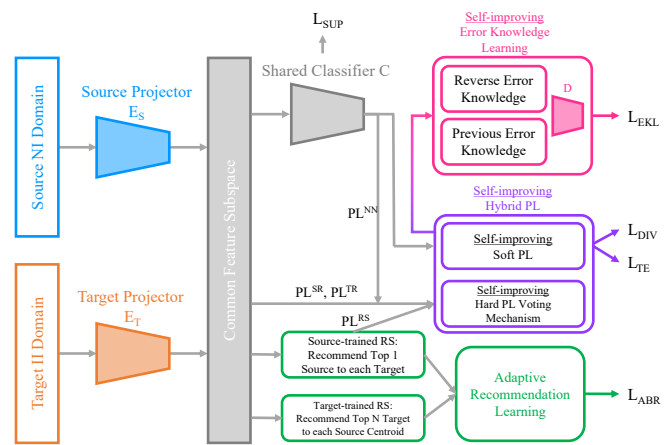 L_SUP
Self-improving
Error Knowledge
Learning
Shared Classifier C
Source Projector
E_S
Source NI Domain
Common Feature Subspace
Reverse Error
Knowledge
Previous Error
Knowledge
D
L_EKL
PL^NN
Self-improving
Hybrid PL
Self-improving
Soft PL
L_DIV
L_TE
Self-improving
Hard PL Voting
Mechanism
Target II Domain
Target Projector
E_T
PL^SR, PL^TR
PL^RS
Source-trained RS:
Recommend Top 1
Source to each Target
Target-trained RS:
Recommend Top N Target
to each Source Centroid
Adaptive
Recommendation
Learning
L_ABR